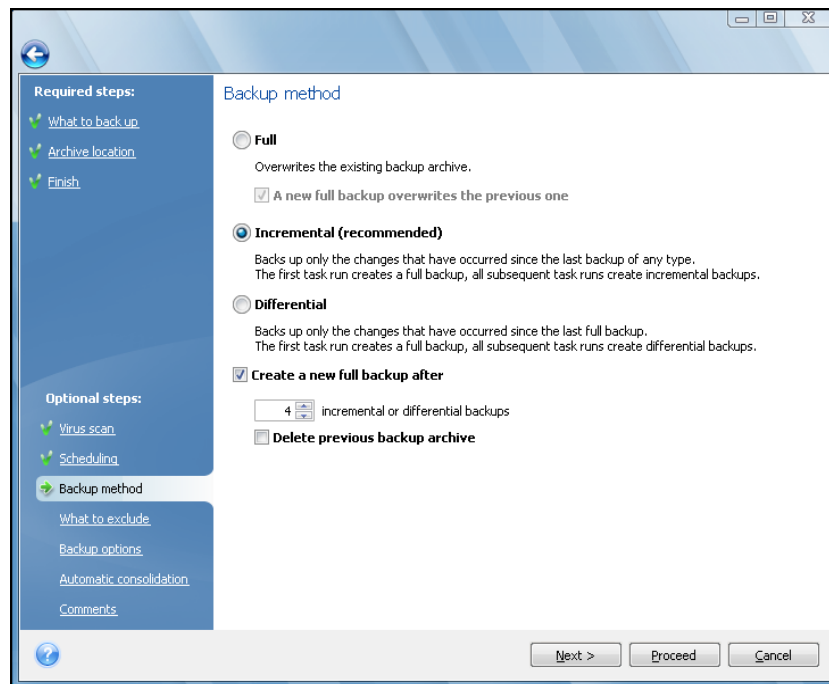 Required steps:
What to back up
Archive location
Finish
Optional steps:
Virus scan
Scheduling
Backup method
What to exclude
Backup options
Automatic consolidation
Comments
Backup method
Full
Overwrites the existing backup archive.
A new full backup overwrites the previous one
Incremental (recommended)
Backs up only the changes that have occurred since the last backup of any type.
The first task run creates a full backup, all subsequent task runs create incremental backups.
Differential
Backs up only the changes that have occurred since the last full backup.
The first task run creates a full backup, all subsequent task runs create differential backups.
Create a new full backup after
4 incremental or differential backups
Delete previous backup archive
Next >
Proceed
Cancel